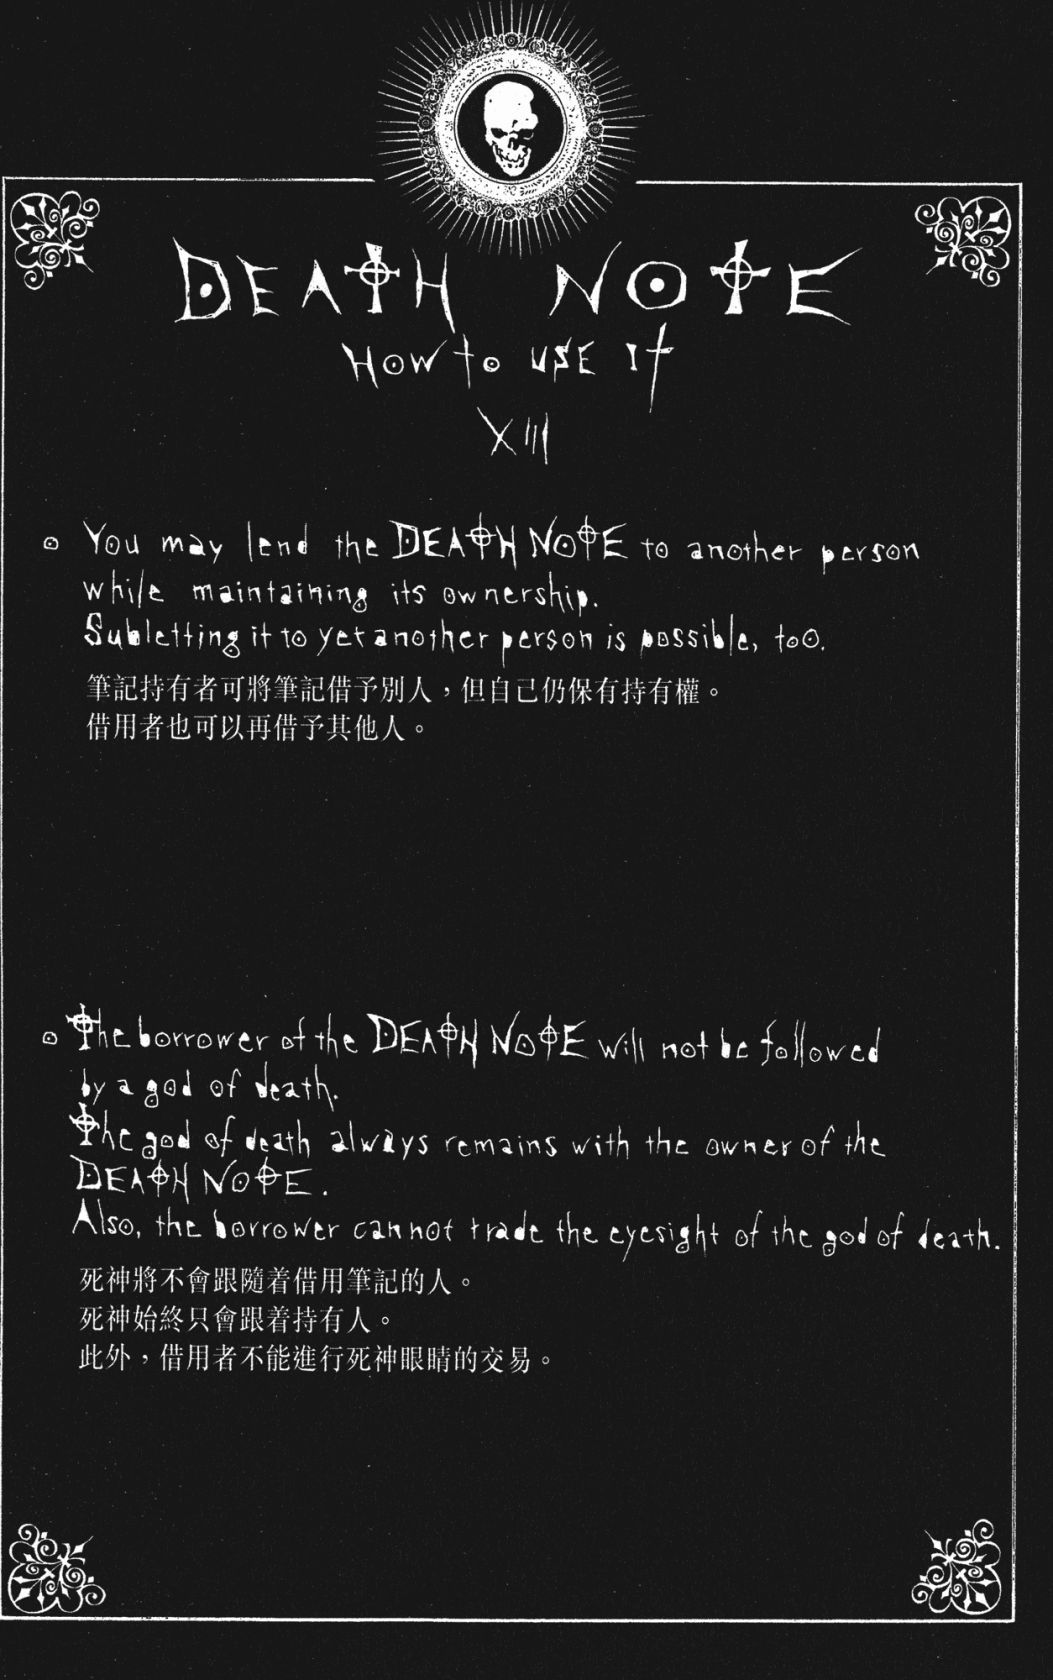 DEATH NOTE
How to use it
XIII
You may lend the DEATH NOTE to another person
while maintaining its ownership.
Subletting it to yet another person is possible, too.
筆記持有者可將筆記借予別人，但自己仍保有持有權。
借用者也可以再借予其他人。
The borrower of the DEATH NOTE will not be followed
by a god of death.
The god of death always remains with the owner of the
DEATH NOTE.
Also, the borrower cannot trade the eyesight of the god of death.
死神將不會跟隨着借用筆記的人。
死神始終只會跟着持有人。
此外，借用者不能進行死神眼睛的交易。